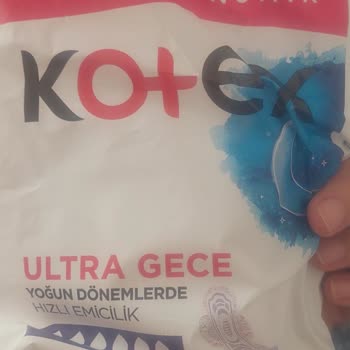 KOTEX
ULTRA GECE
YOĞUN DÖNEMLERDE
HIZLI EMİCİLİK